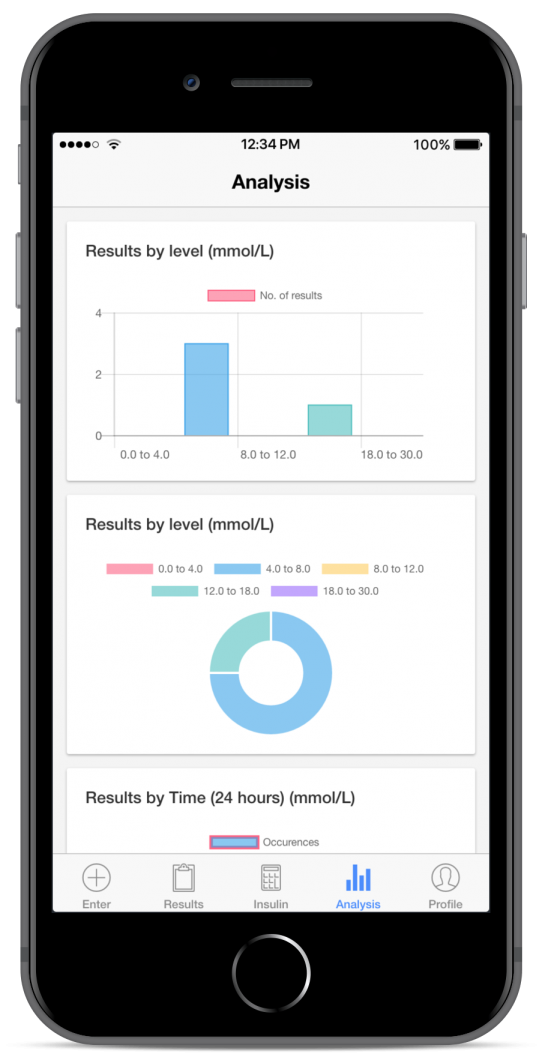 12:34 PM 100%
Analysis
Results by level (mmol/L)
No. of results
4
2
0
0.0 to 4.0 8.0 to 12.0 18.0 to 30.0
Results by level (mmol/L)
0.0 to 4.0 4.0 to 8.0 8.0 to 12.0
12.0 to 18.0 18.0 to 30.0
Results by Time (24 hours) (mmol/L)
Occurences
Enter Results Insulin Analysis Profile